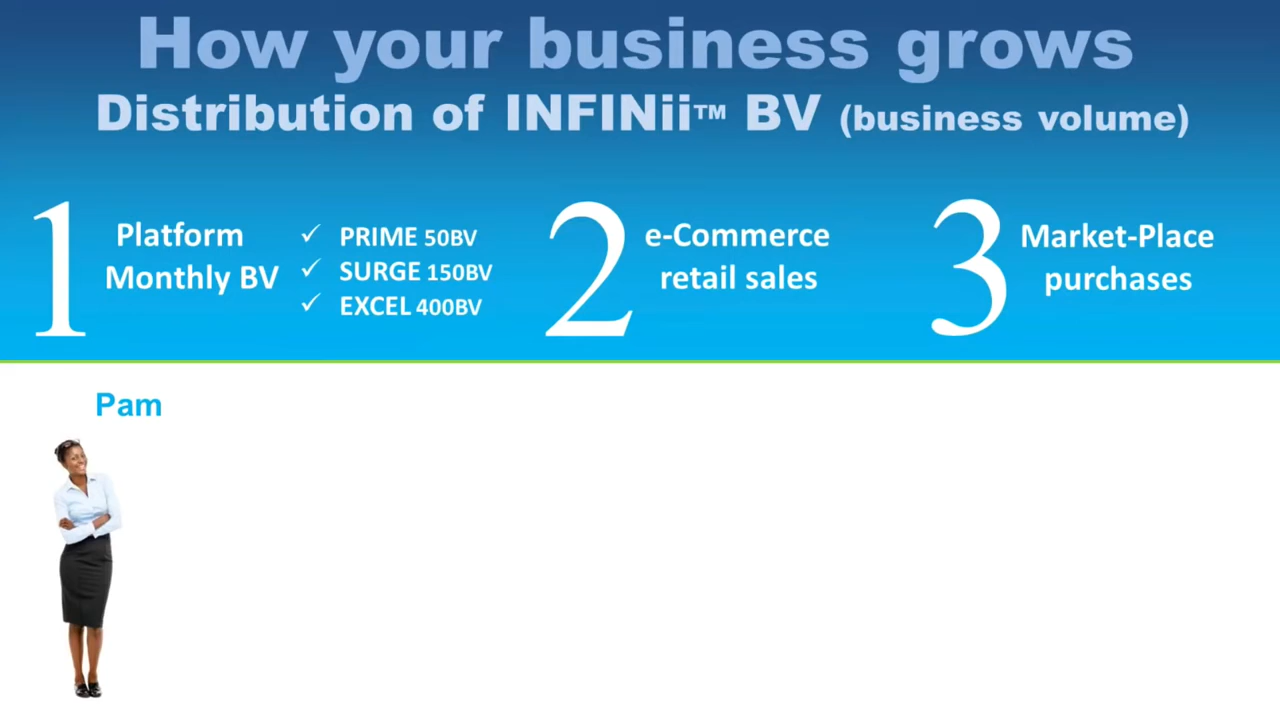 How your business grows
Distribution of INFINii™ BV (business volume)
1
Platform
Monthly BV
✓ PRIME 50BV
✓ SURGE 150BV
✓ EXCEL 400BV
2
e-Commerce
retail sales
3
Market-Place
purchases
Pam